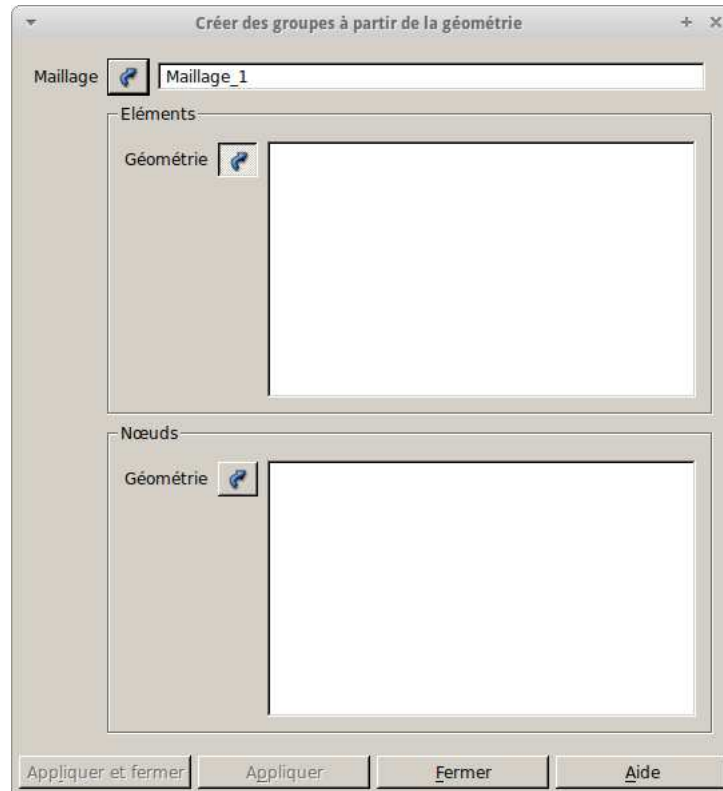 Créer des groupes à partir de la géométrie
Maillage Maillage_1
Eléments
Géométrie
Nœuds
Géométrie
Appliquer et fermer Appliquer Fermer Aide